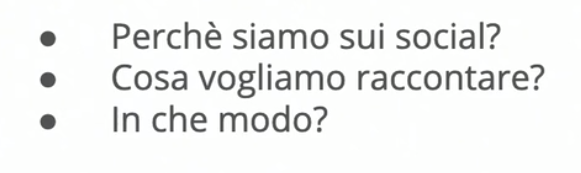 ● Perchè siamo sui social?
● Cosa vogliamo raccontare?
● In che modo?